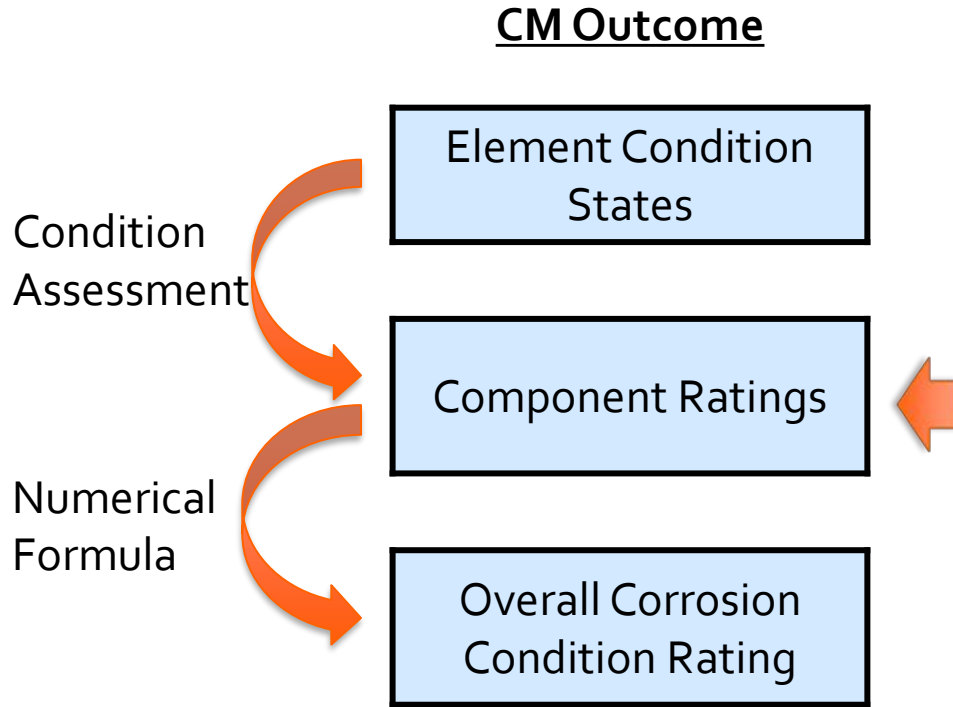 CM Outcome
Element Condition
States
Condition
Assessment
Component Ratings
Numerical
Formula
Overall Corrosion
Condition Rating